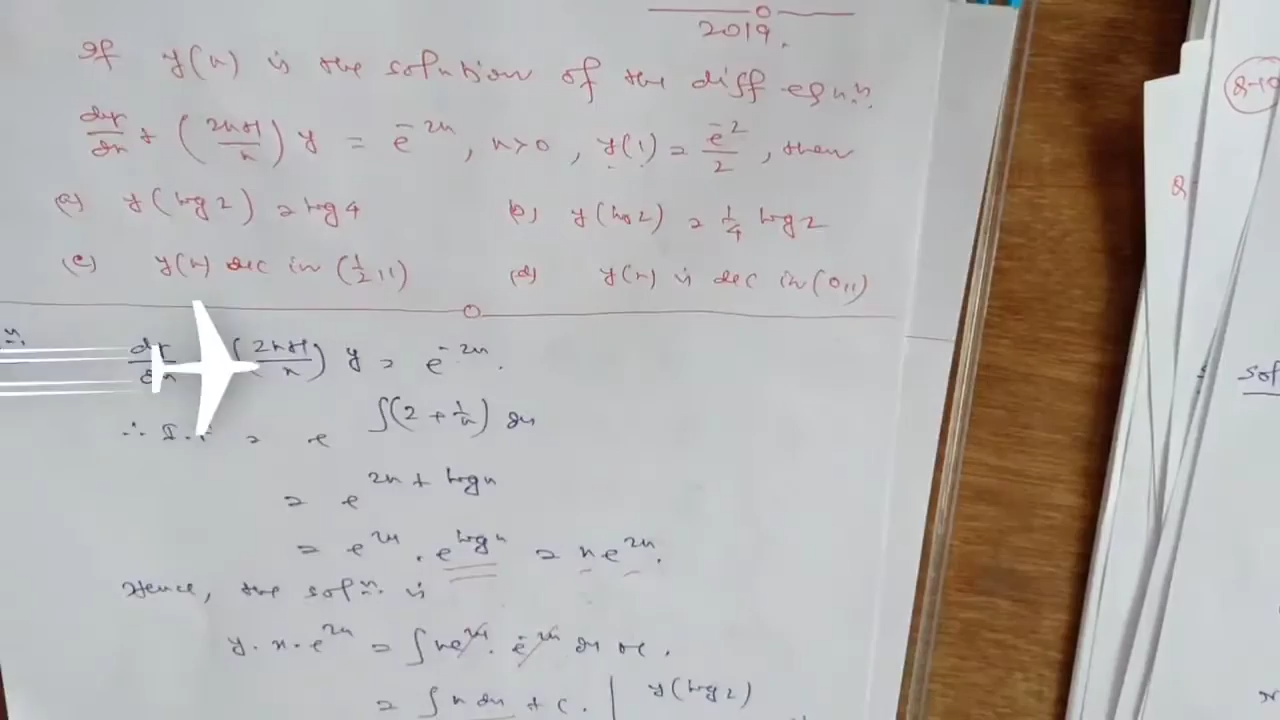 2019.
If y(x) is the solution of the diff eqn.
dy/dx + (2x+1/x) y = e^-2x, x>0, y(1) = e^-2/2, then
(a) y(log 2) = log 4 (b) y(log 2) = 1/4 log 2
(c) y(x) dec in (1/2,1) (d) y(x) is dec in (0,1)
dy/dx (2x+1/x) y = e^-2x.
∴ I.F = e^∫(2 + 1/x) dx
= e^2x + log x
= e^2x . e^log x = x e^2x.
Hence, the soln. is
y. x. e^2x = ∫x e^2x. e^-2x dx + c.
= ∫ x dx + c. | y(log 2)